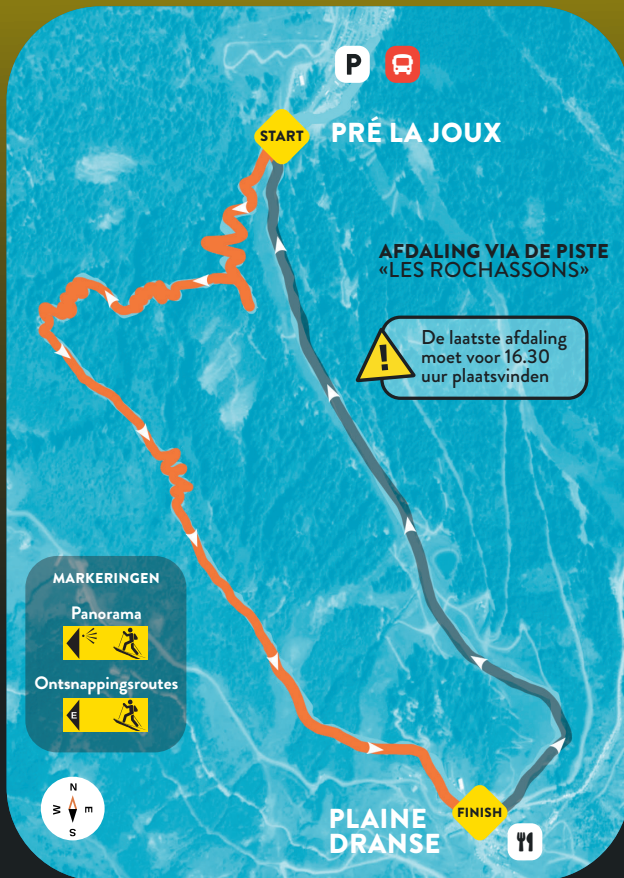 P
START
PRÉ LA JOUX
AFDALING VIA DE PISTE
«LES ROCHASSONS»
!
De laatste afdaling
moet voor 16.30
uur plaatsvinden
MARKERINGEN
Panorama
Ontsnappingsroutes
E
N
W
E
S
PLAINE
DRANSE
FINISH